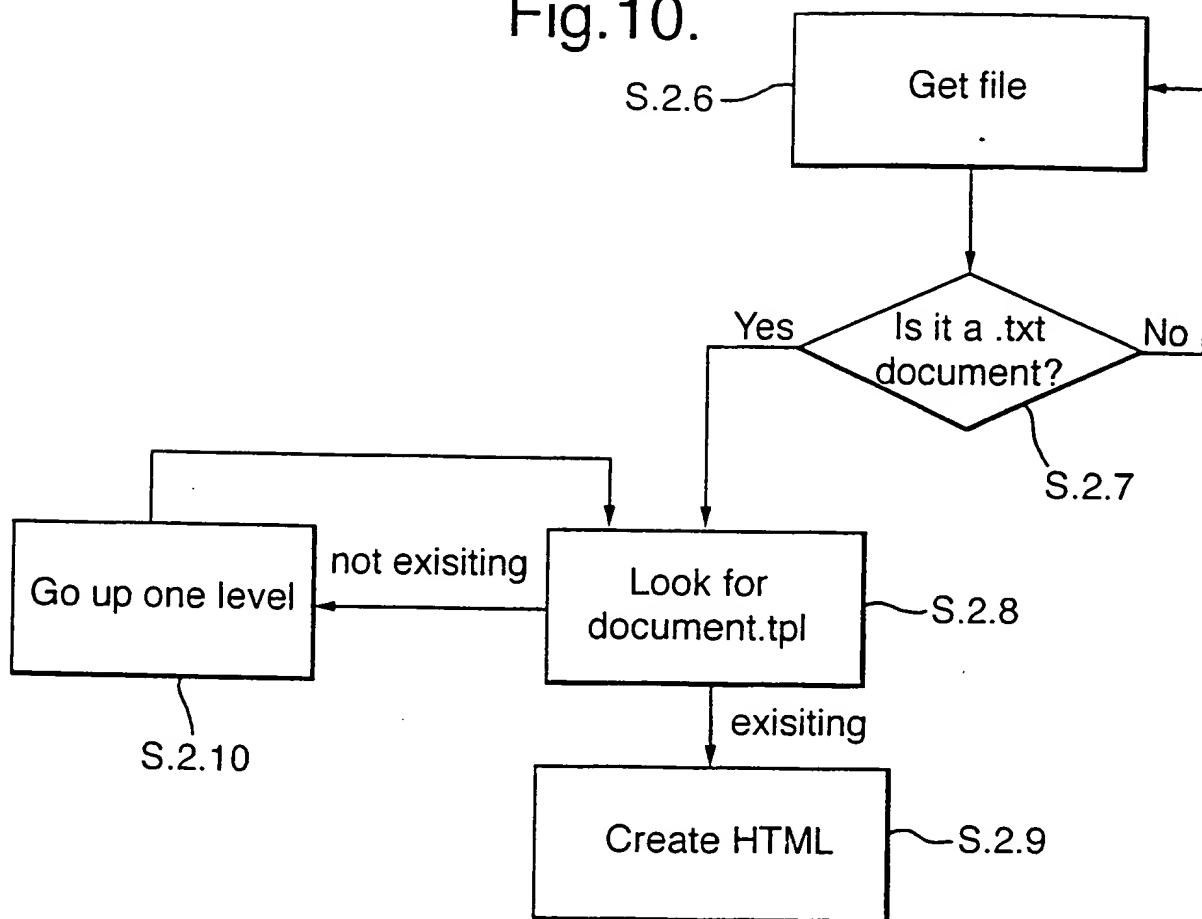 Fig.10.
S.2.6
Get file
Yes
Is it a .txt
document?
No
S.2.7
Go up one level
not exisiting
Look for
document.tpl
S.2.8
S.2.10
exisiting
Create HTML
S.2.9